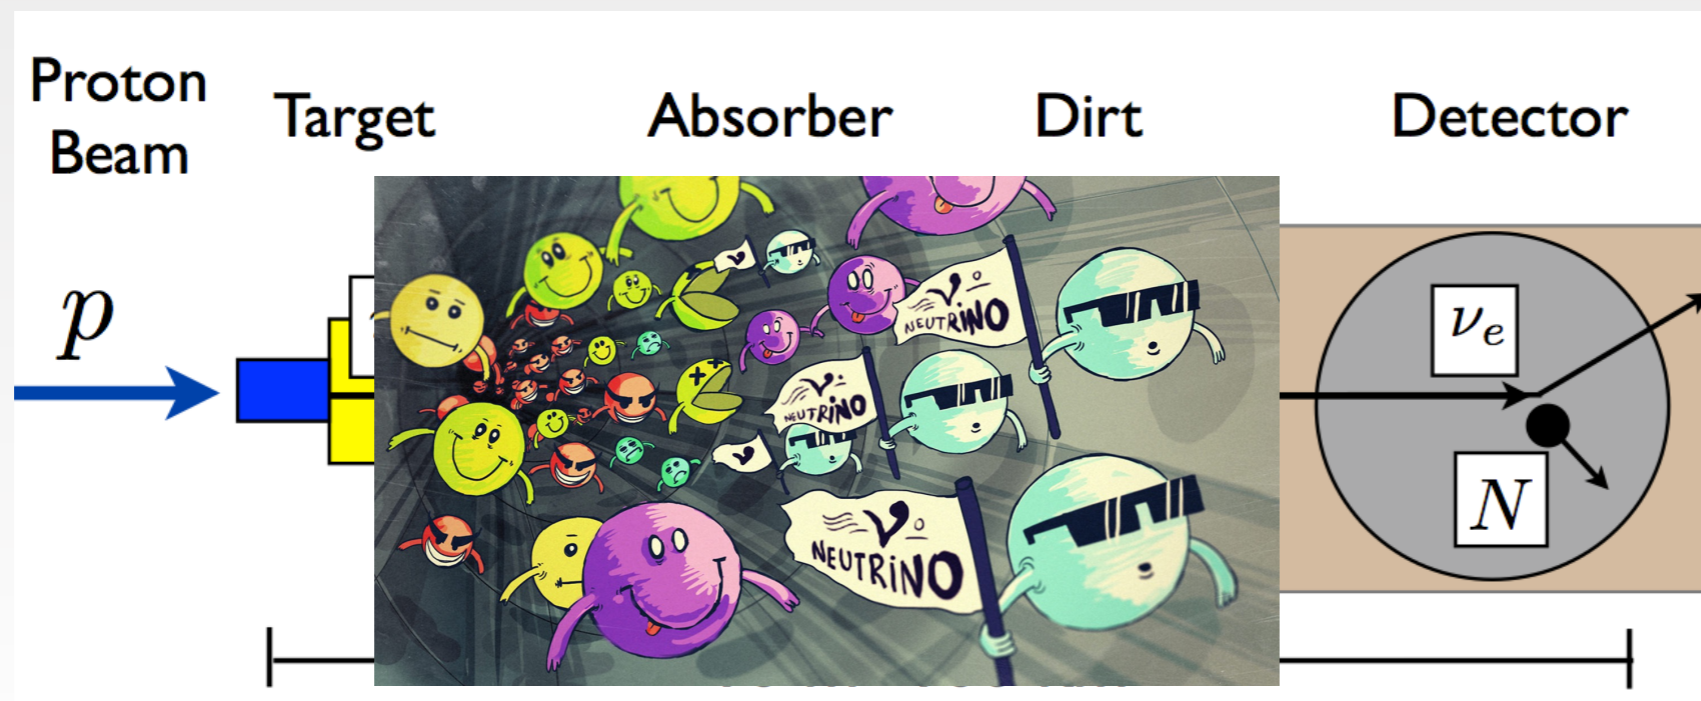 Proton
Beam
Target
Absorber
Dirt
Detector
p
ν
ν
NEUTRINO
ν
NEUTRINO
ν
ν
NEUTRINO
νₑ
N